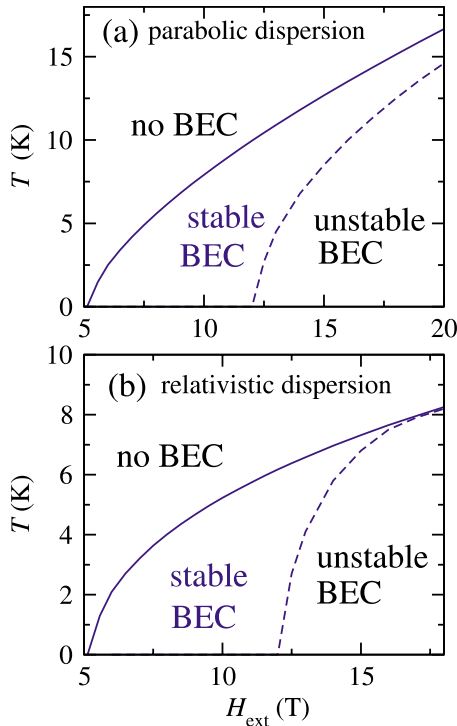 (a) parabolic dispersion
15
no BEC
10
T (K)
stable
BEC
unstable
BEC
5
0
5 10 15 20
10
(b) relativistic dispersion
8
no BEC
6
T (K)
4
stable
BEC
unstable
BEC
2
0
5 10 15
H_ext (T)